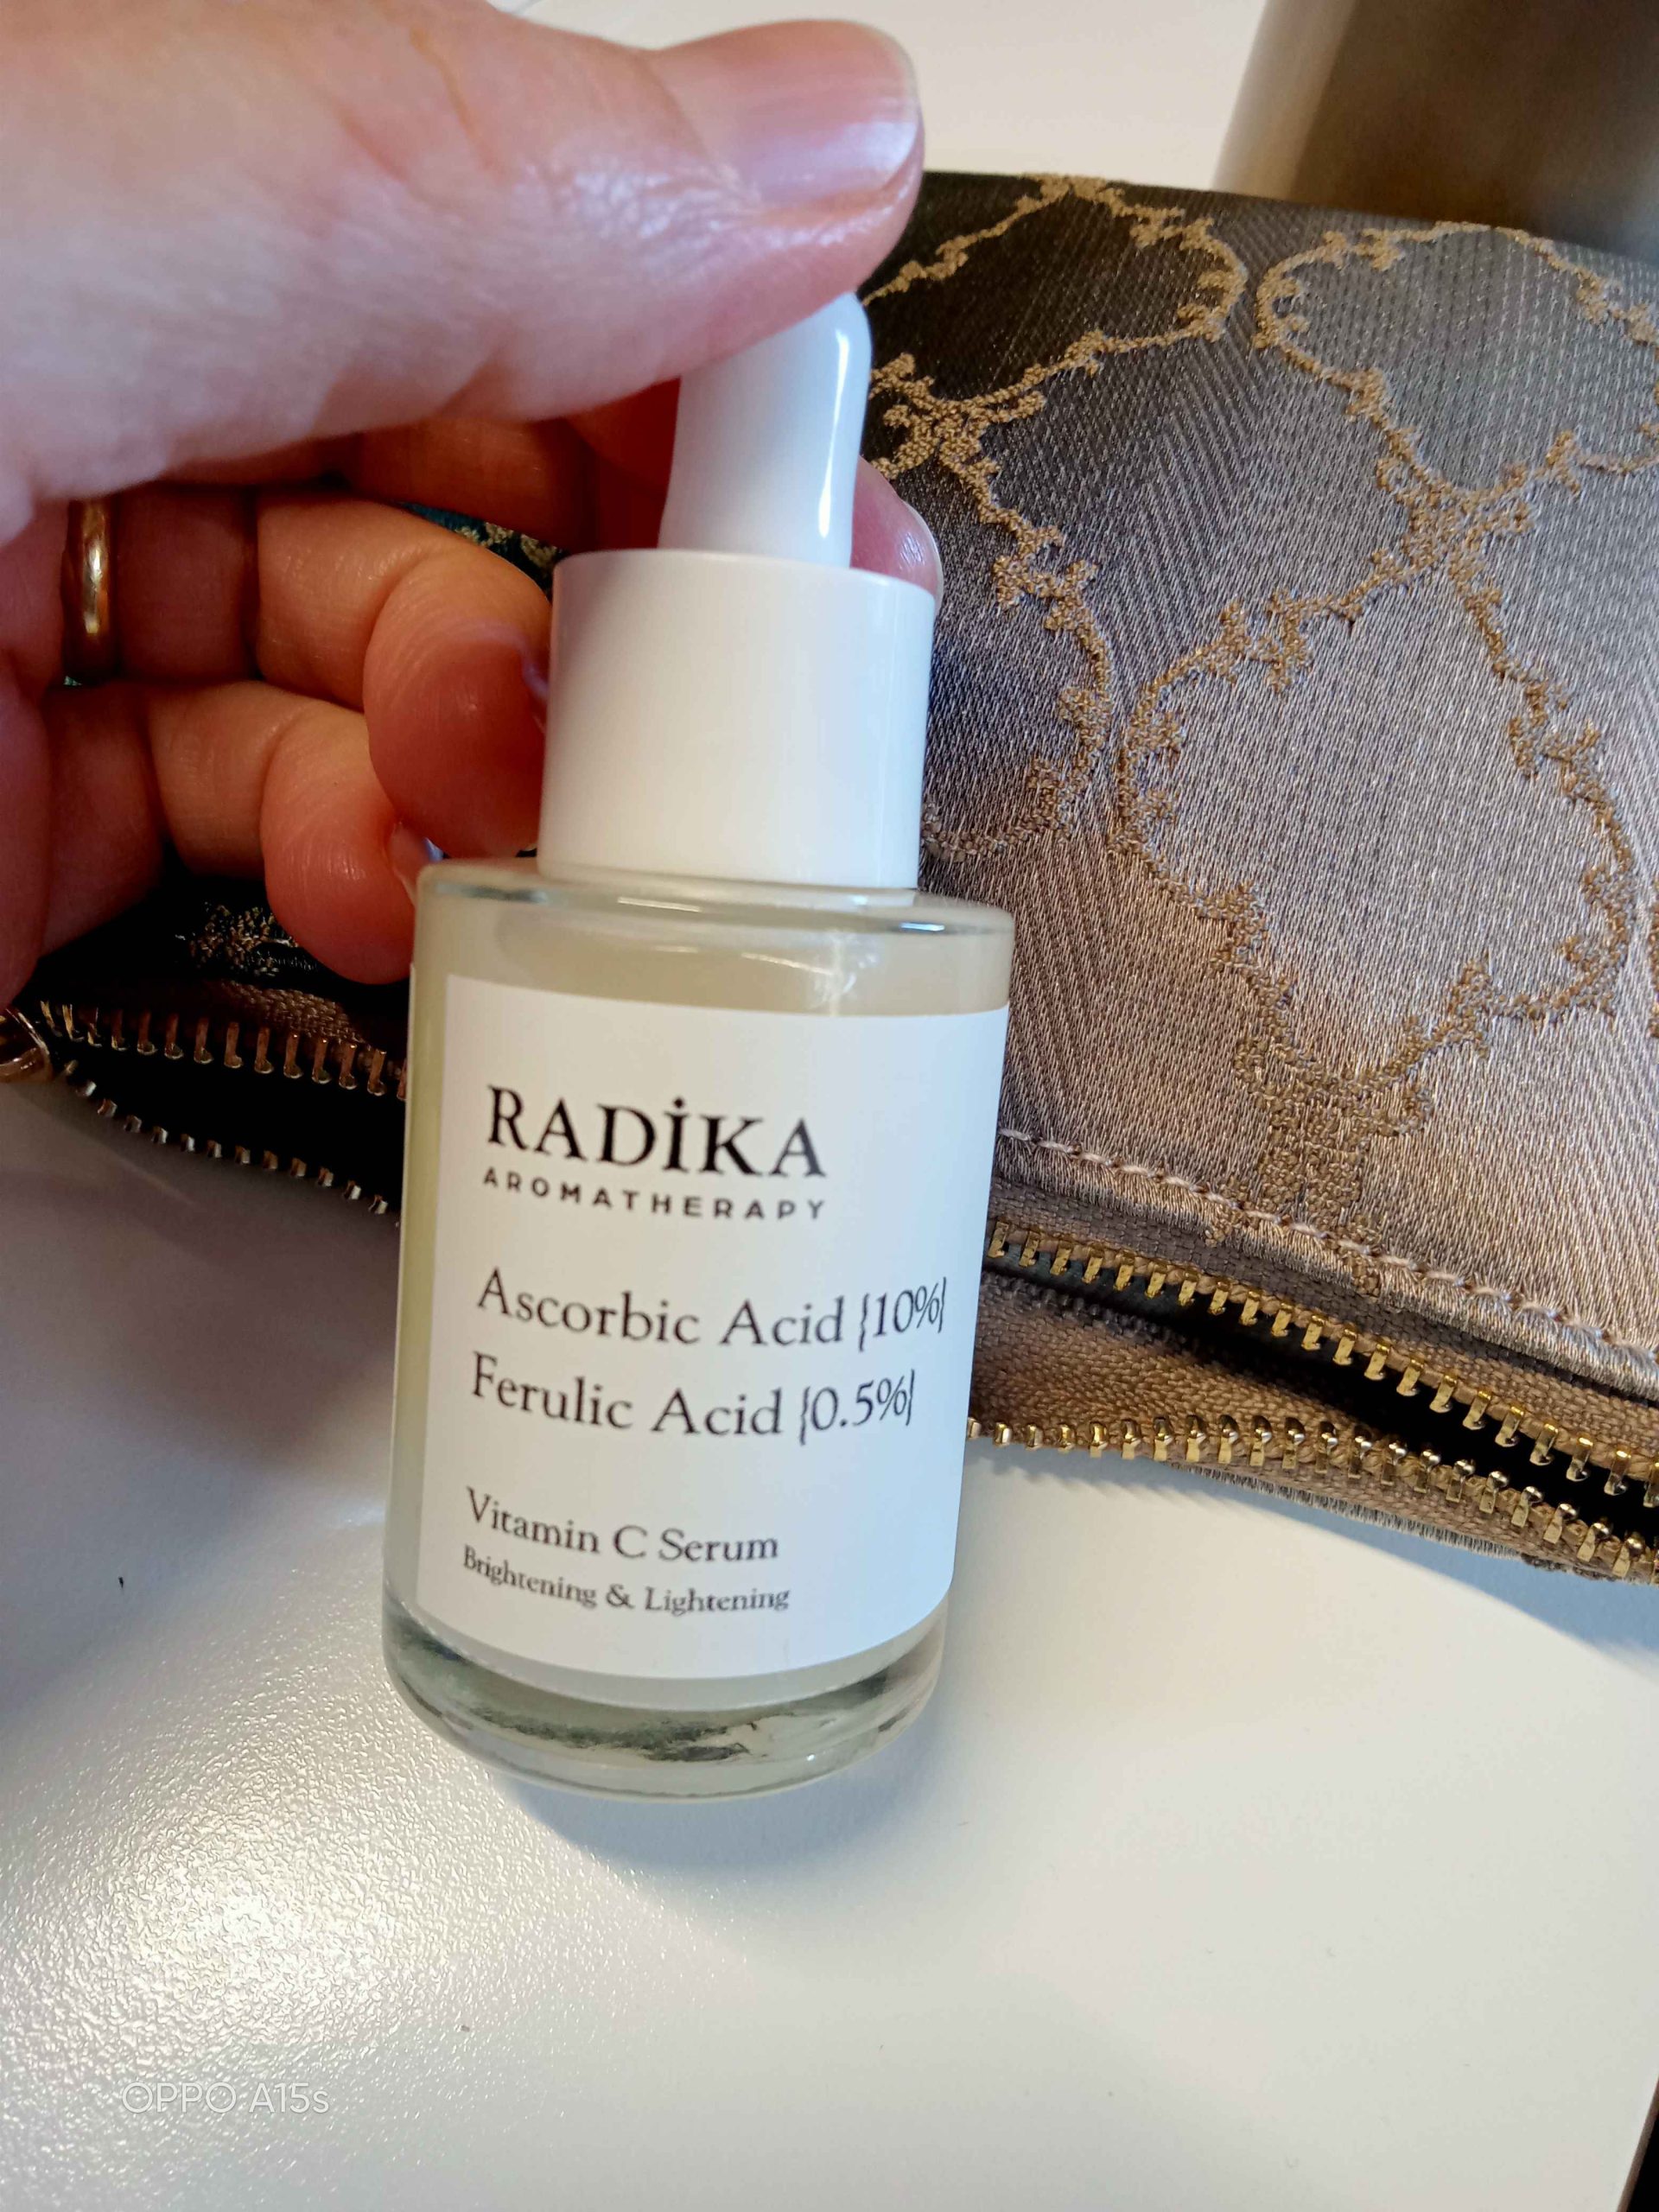 RADİKA
AROMATHERAPY
Ascorbic Acid {10%}
Ferulic Acid {0.5%}
Vitamin C Serum
Brightening & Lightening
OPPO A15s